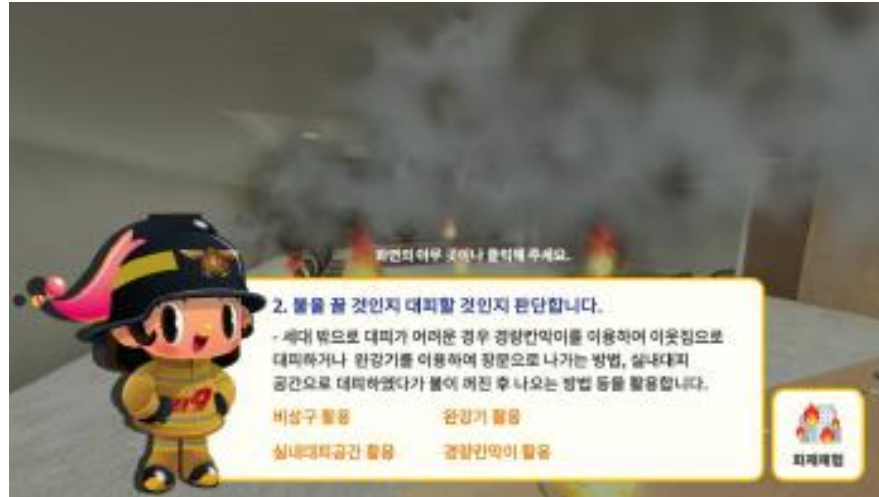 화면의 아무 곳이나 클릭해 주세요.
2. 불을 끌 것인지 대피할 것인지 판단합니다.
- 세대 밖으로 대피가 어려운 경우 경량칸막이를 이용하여 이웃집으로
대피하거나 완강기를 이용하여 창문으로 나가는 방법, 실내대피
공간으로 대피하였다가 불이 꺼진 후 나오는 방법 등을 활용합니다.
비상구 활용
완강기 활용
실내대피공간 활용
경량칸막이 활용
119
화재체험